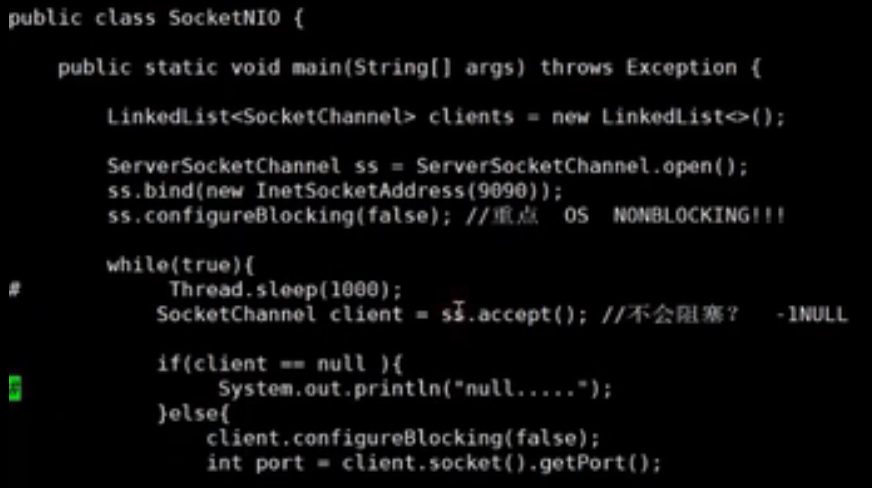 public class SocketNIO {
public static void main(String[] args) throws Exception {
LinkedList<SocketChannel> clients = new LinkedList<>();
ServerSocketChannel ss = ServerSocketChannel.open();
ss.bind(new InetSocketAddress(9090));
ss.configureBlocking(false); //重点 OS NONBLOCKING!!!
while(true){
# Thread.sleep(1000);
SocketChannel client = ss.accept(); //不会阻塞? -1NULL
if(client == null ){
# System.out.println("null.....");
}else{
client.configureBlocking(false);
int port = client.socket().getPort();